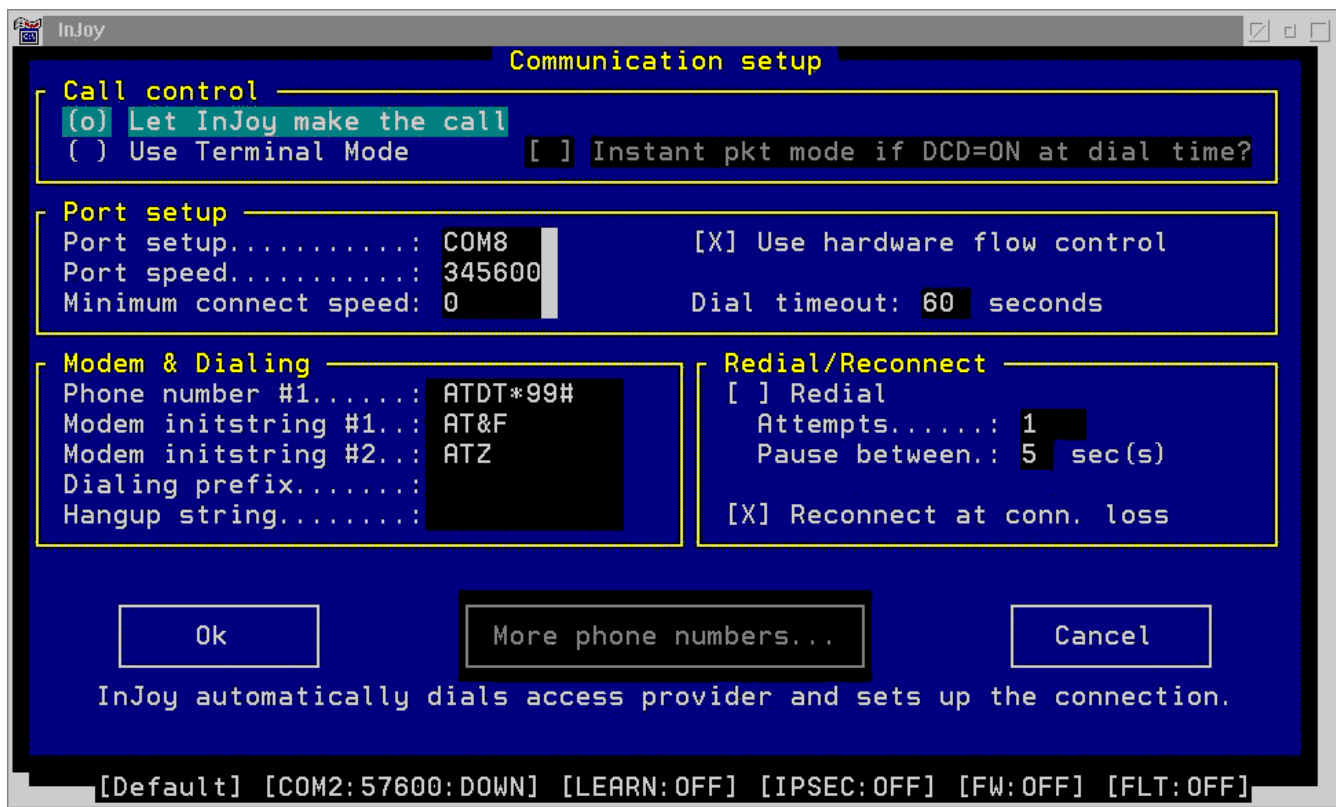 InJoy
Communication setup
Call control
(o) Let InJoy make the call
( ) Use Terminal Mode [ ] Instant pkt mode if DCD=ON at dial time?
Port setup
Port setup...........: COM8 [X] Use hardware flow control
Port speed...........: 345600
Minimum connect speed: 0 Dial timeout: 60 seconds
Modem & Dialing
Phone number #1......: ATDT*99#
Modem initstring #1..: AT&F
Modem initstring #2..: ATZ
Dialing prefix.......:
Hangup string........:
Redial/Reconnect
[ ] Redial
Attempts......: 1
Pause between.: 5 sec(s)
[X] Reconnect at conn. loss
Ok More phone numbers... Cancel
InJoy automatically dials access provider and sets up the connection.
[Default] [COM2:57600:DOWN] [LEARN:OFF] [IPSEC:OFF] [FW:OFF] [FLT:OFF]